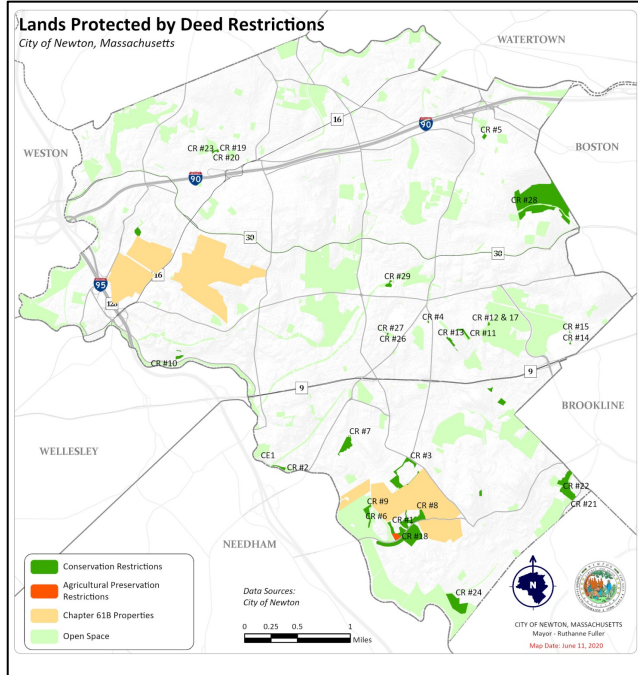 Lands Protected by Deed Restrictions
City of Newton, Massachusetts
WATERTOWN
16
90
CR #5
CR #23
CR #19
CR #20
WESTON
BOSTON
90
CR #28
30
30
16
95
CR #29
CR #4
CR #12 & 17
CR #27
CR #26
CR #13
CR #11
CR #15
CR #14
CR #10
9
9
BROOKLINE
CR #7
WELLESLEY
CE1
CR #2
CR #3
CR #9
CR #8
CR #6
CR #1
CR #18
CR #22
CR #21
NEEDHAM
CR #24
Conservation Restrictions
Agricultural Preservation
Restrictions
Chapter 61B Properties
Open Space
Data Sources:
City of Newton
0 0.25 0.5 1
Miles
N
CITY OF NEWTON, MASSACHUSETTS
Mayor - Ruthanne Fuller
Map Date: June 11, 2020